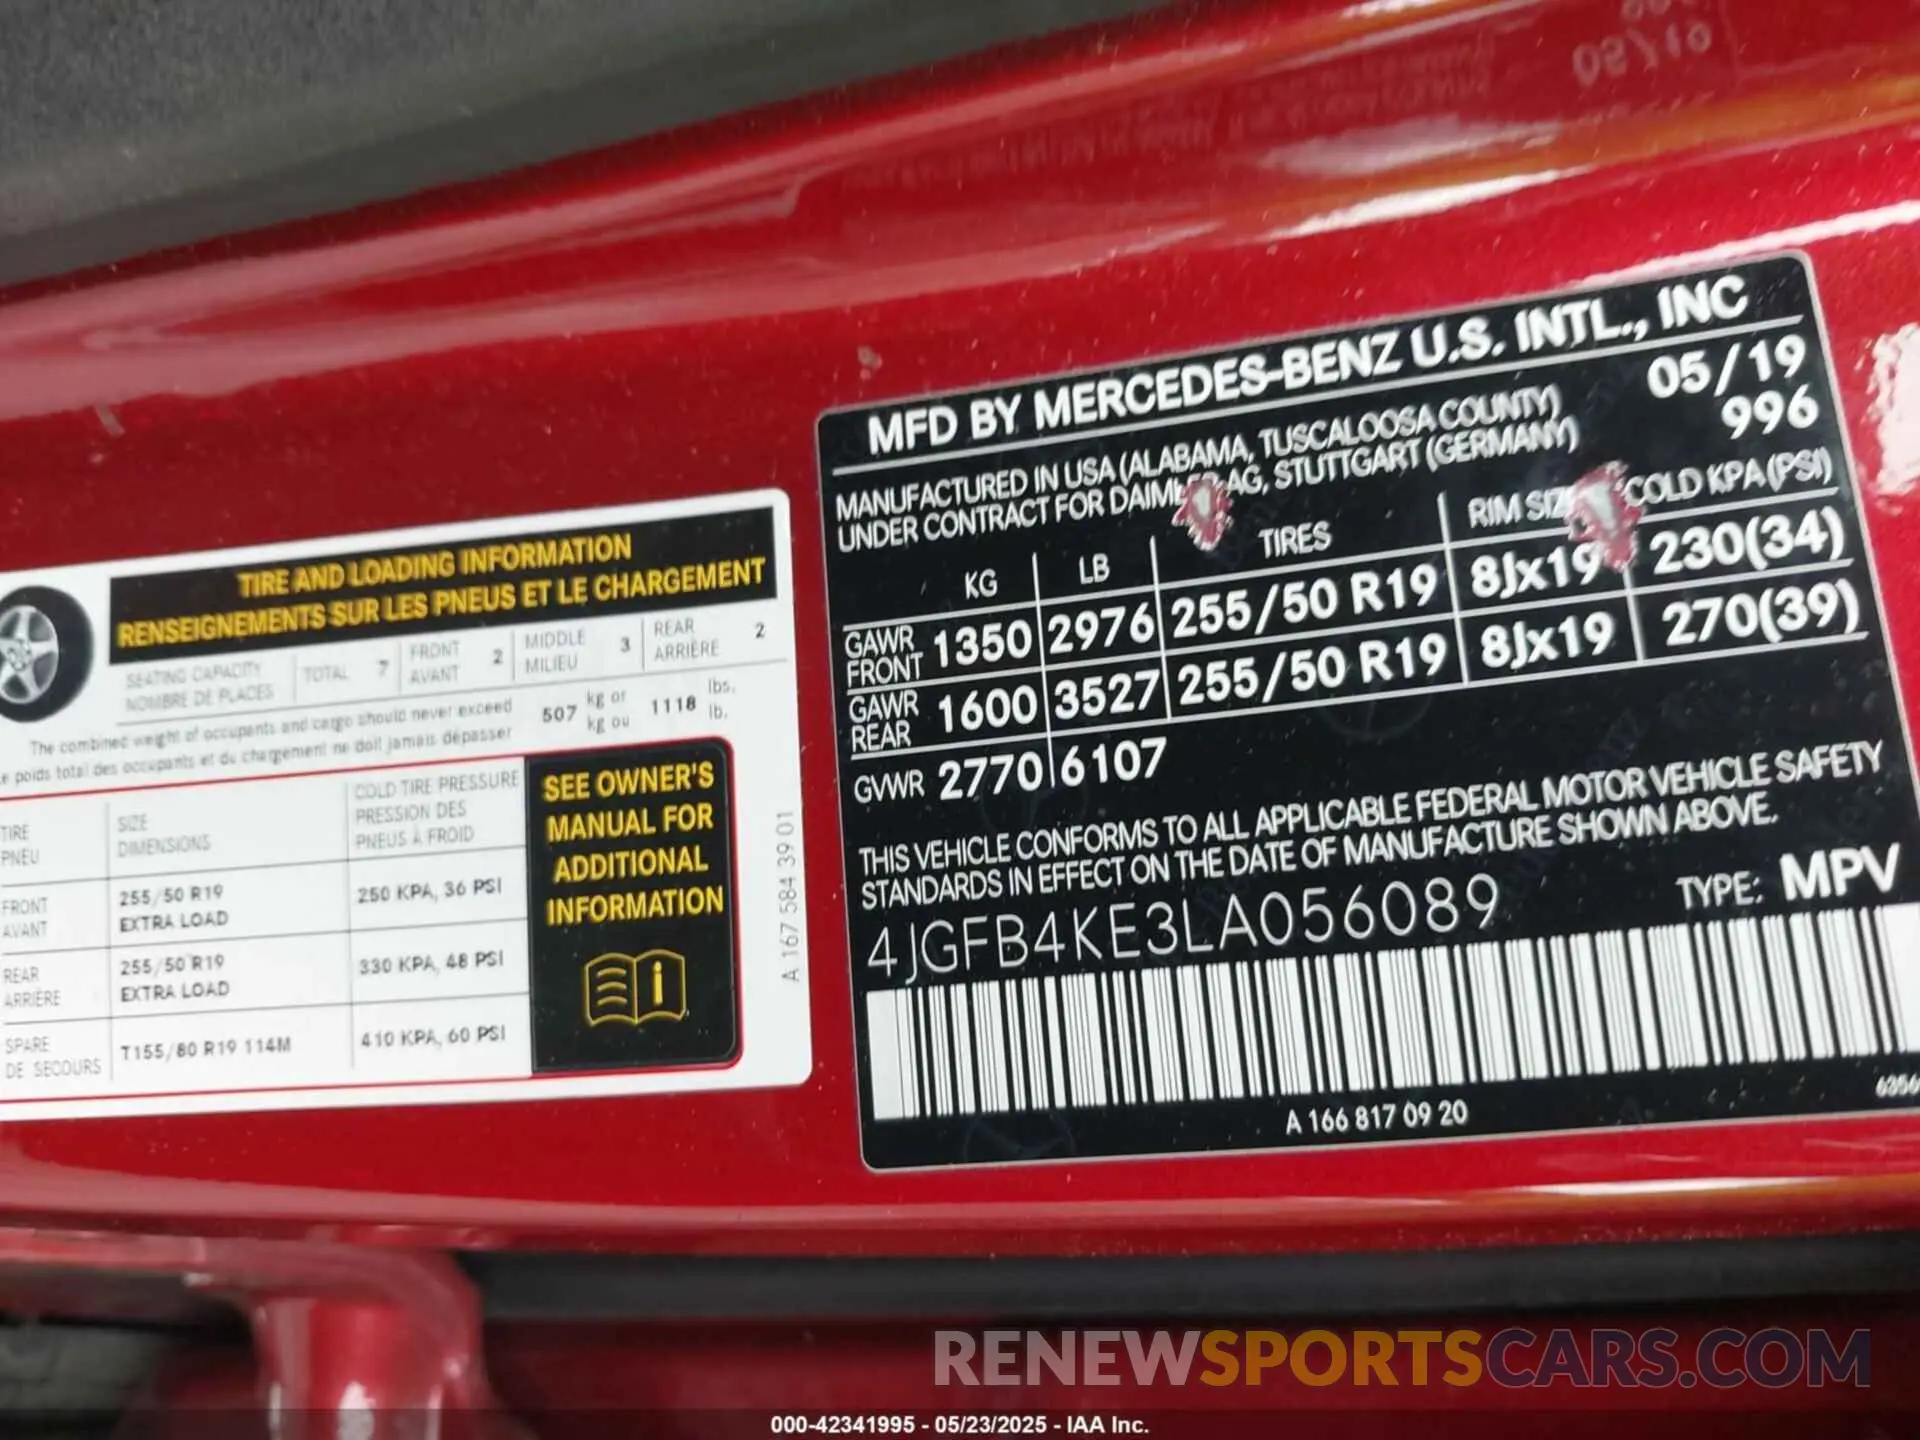 05/19
TIRE AND LOADING INFORMATION
RENSEIGNEMENTS SUR LES PNEUS ET LE CHARGEMENT
SEATING CAPACITY
NOMBRE DE PLACES
TOTAL 7
FRONT
AVANT 2
MIDDLE
MILIEU 3
REAR
ARRIÈRE 2
The combined weight of occupants and cargo should never exceed 507 kg or 1118 lbs.
e poids total des occupants et du chargement ne doit jamais dépasser kg ou lb.
TIRE
PNEU
SIZE
DIMENSIONS
COLD TIRE PRESSURE
PRESSION DES
PNEUS À FROID
FRONT
AVANT
255/50 R19
EXTRA LOAD
250 KPA, 36 PSI
REAR
ARRIÈRE
255/50 R19
EXTRA LOAD
330 KPA, 48 PSI
SPARE
DE SECOURS
T155/80 R19 114M
410 KPA, 60 PSI
SEE OWNER'S
MANUAL FOR
ADDITIONAL
INFORMATION
A 167 584 39 01
MFD BY MERCEDES-BENZ U.S. INTL., INC
MANUFACTURED IN USA (ALABAMA, TUSCALOOSA COUNTY) 05/19
UNDER CONTRACT FOR DAIMLER AG, STUTTGART (GERMANY) 996
KG LB TIRES RIM SIZE COLD KPA (PSI)
GAWR
FRONT 1350 2976 255/50 R19 8Jx19 230(34)
GAWR
REAR 1600 3527 255/50 R19 8Jx19 270(39)
GVWR 2770 6107
THIS VEHICLE CONFORMS TO ALL APPLICABLE FEDERAL MOTOR VEHICLE SAFETY
STANDARDS IN EFFECT ON THE DATE OF MANUFACTURE SHOWN ABOVE.
4JGFB4KE3LA056089 TYPE: MPV
A 166 817 09 20
RENEWSPORTSCARS.COM
000-42341995 - 05/23/2025 - IAA Inc.